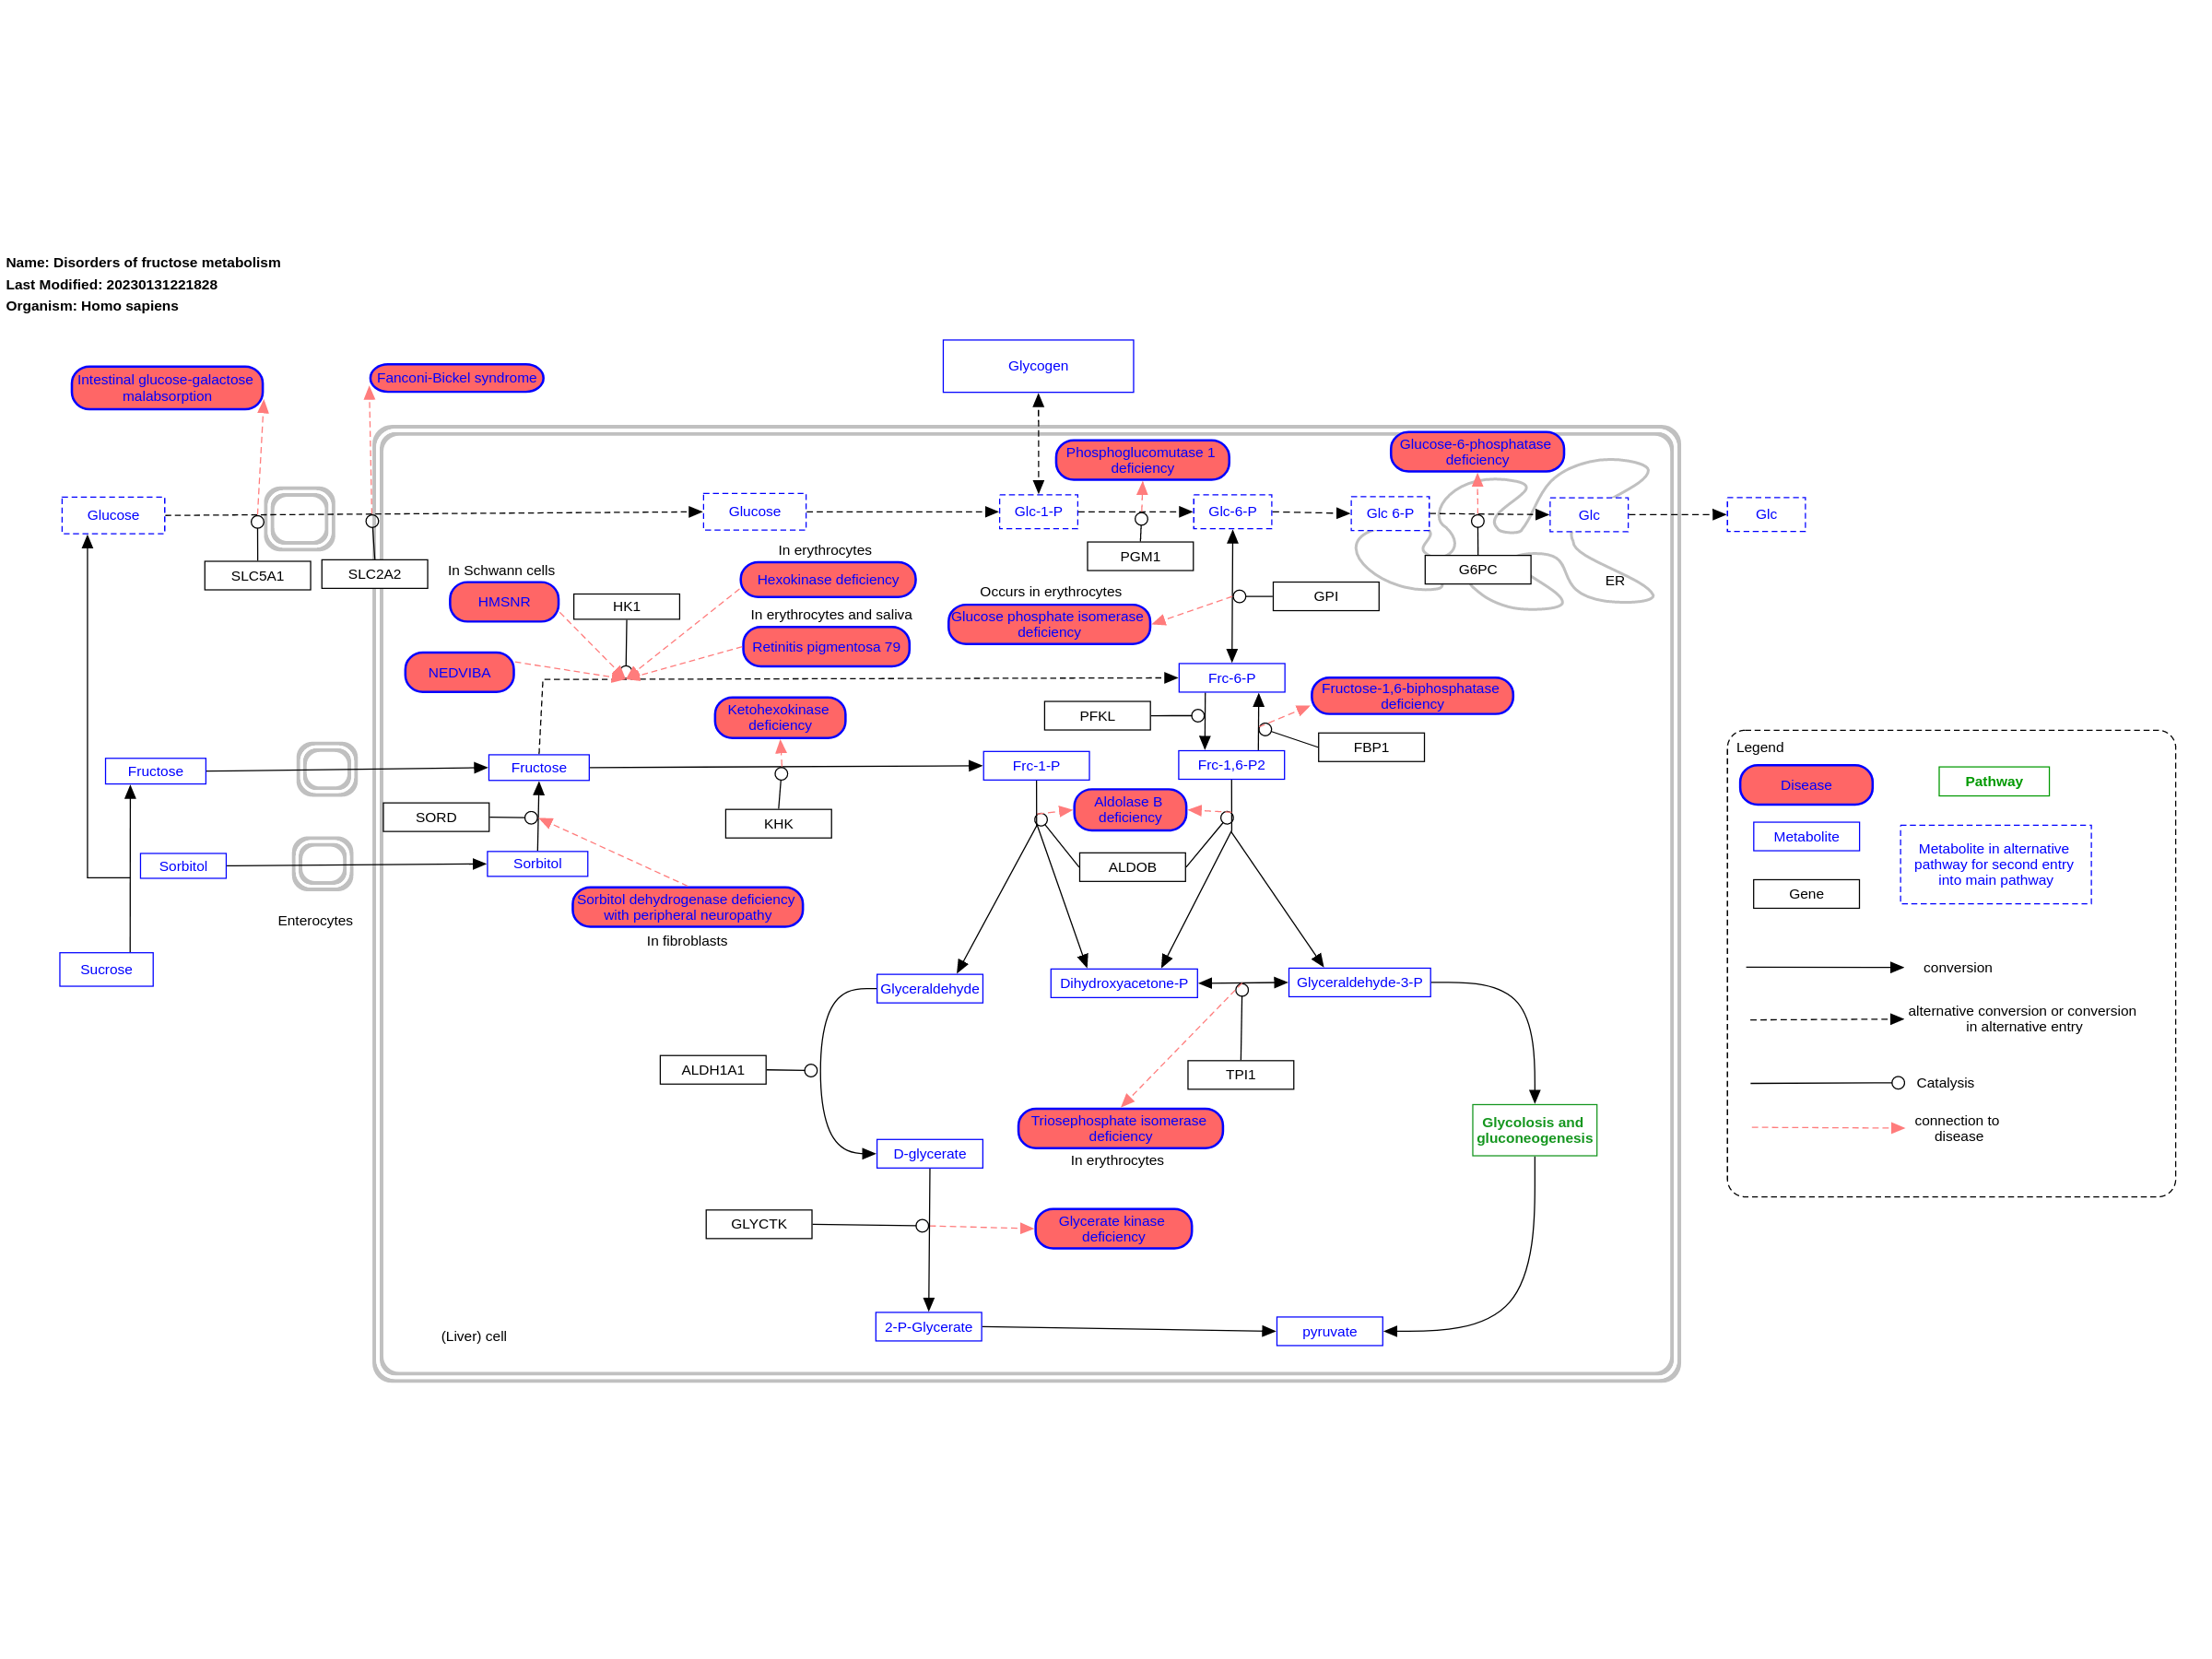 Name: Disorders of fructose metabolism
Last Modified: 20230131221828
Organism: Homo sapiens
Glycogen
Intestinal glucose-galactose
malabsorption
Fanconi-Bickel syndrome
Phosphoglucomutase 1
deficiency
Glucose-6-phosphatase
deficiency
Glucose
Glucose
Glc-1-P
Glc-6-P
Glc 6-P
Glc
Glc
SLC5A1
SLC2A2
PGM1
G6PC
ER
In erythrocytes
In Schwann cells
Hexokinase deficiency
HMSNR
HK1
Occurs in erythrocytes
GPI
In erythrocytes and saliva
Glucose phosphate isomerase
deficiency
Retinitis pigmentosa 79
NEDVIBA
Frc-6-P
Fructose-1,6-biphosphatase
deficiency
Ketohexokinase
deficiency
PFKL
FBP1
Legend
Fructose
Fructose
Frc-1-P
Frc-1,6-P2
Disease
Pathway
SORD
KHK
Aldolase B
deficiency
Metabolite
Metabolite in alternative
pathway for second entry
into main pathway
Sorbitol
Sorbitol
ALDOB
Gene
Sorbitol dehydrogenase deficiency
with peripheral neuropathy
In fibroblasts
Enterocytes
Sucrose
Glyceraldehyde
Dihydroxyacetone-P
Glyceraldehyde-3-P
conversion
alternative conversion or conversion
in alternative entry
ALDH1A1
TPI1
Catalysis
Triosephosphate isomerase
deficiency
In erythrocytes
Glycolosis and
gluconeogenesis
connection to
disease
D-glycerate
GLYCTK
Glycerate kinase
deficiency
2-P-Glycerate
pyruvate
(Liver) cell